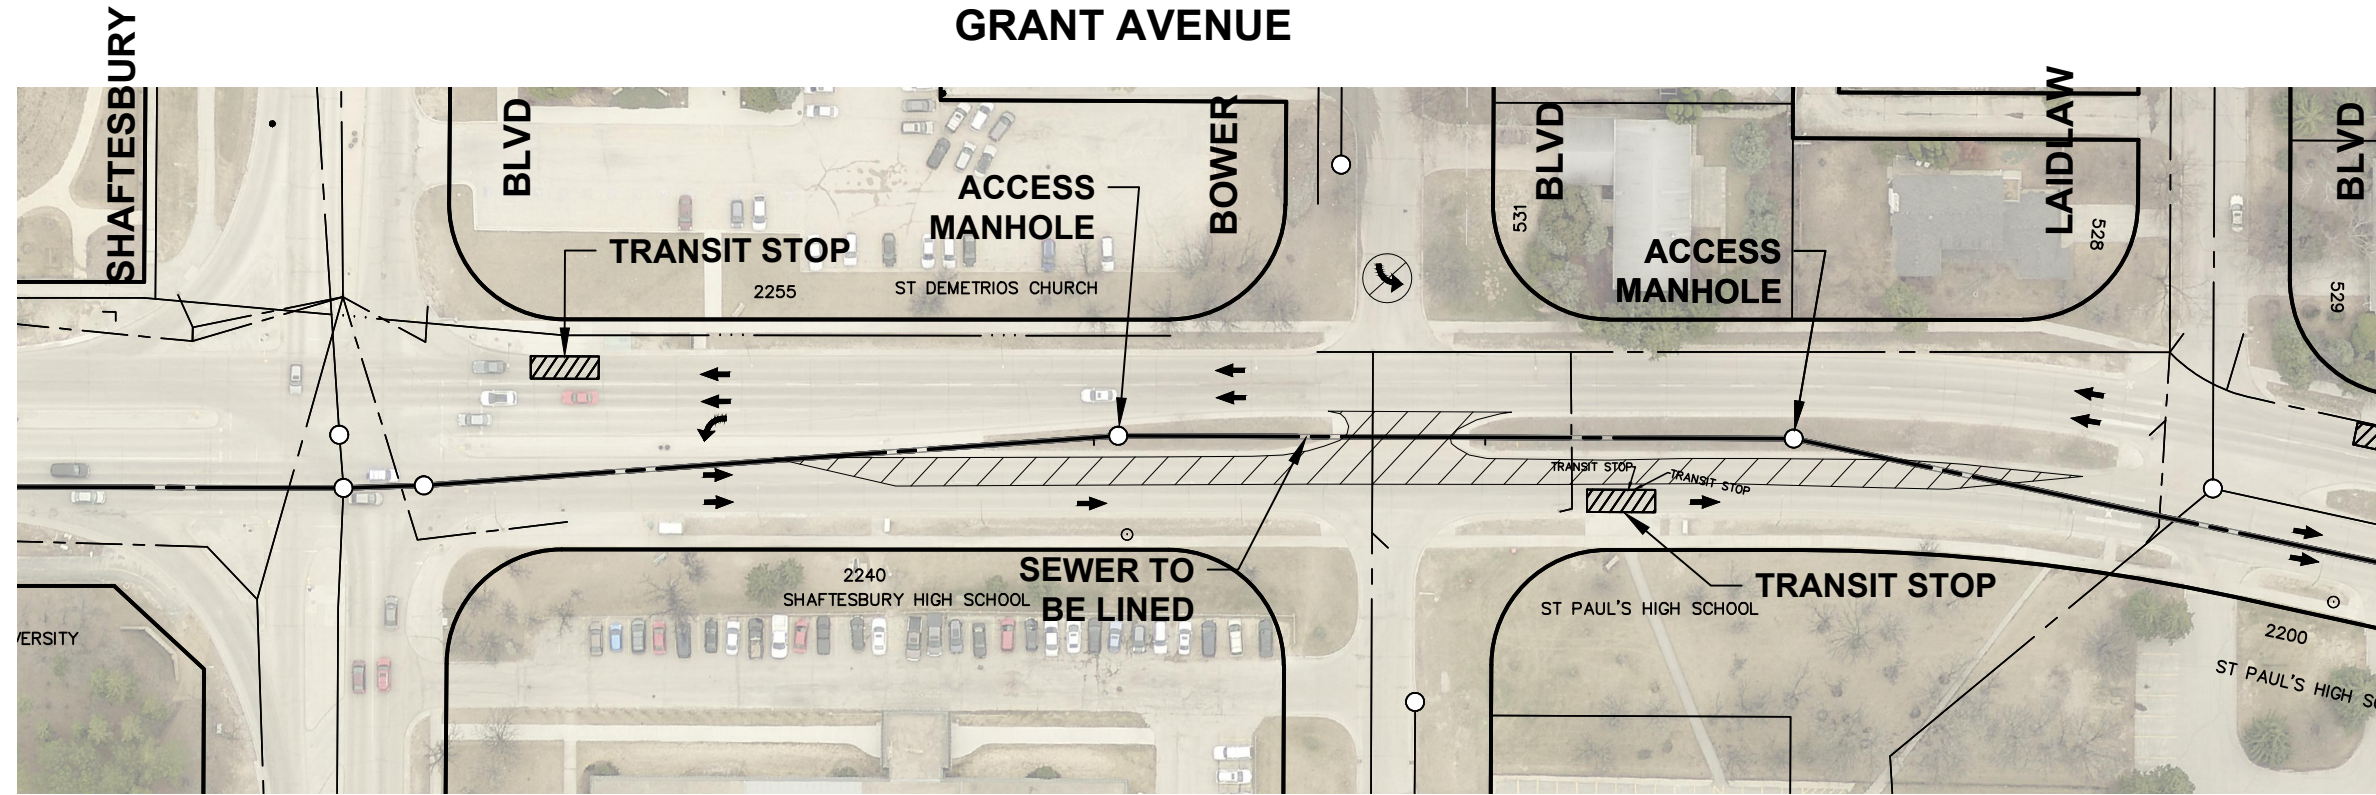 GRANT AVENUE
SHAFTESBURY
BLVD
BOWER
BLVD
LAIDLAW
BLVD
ACCESS
MANHOLE
TRANSIT STOP
2255
ST DEMETRIOS CHURCH
531
ACCESS
MANHOLE
528
529
TRANSIT STOP
TRANSIT STOP
SEWER TO
BE LINED
2240
SHAFTESBURY HIGH SCHOOL
TRANSIT STOP
ST PAUL'S HIGH SCHOOL
VERSITY
2200
ST PAUL'S HIGH SC